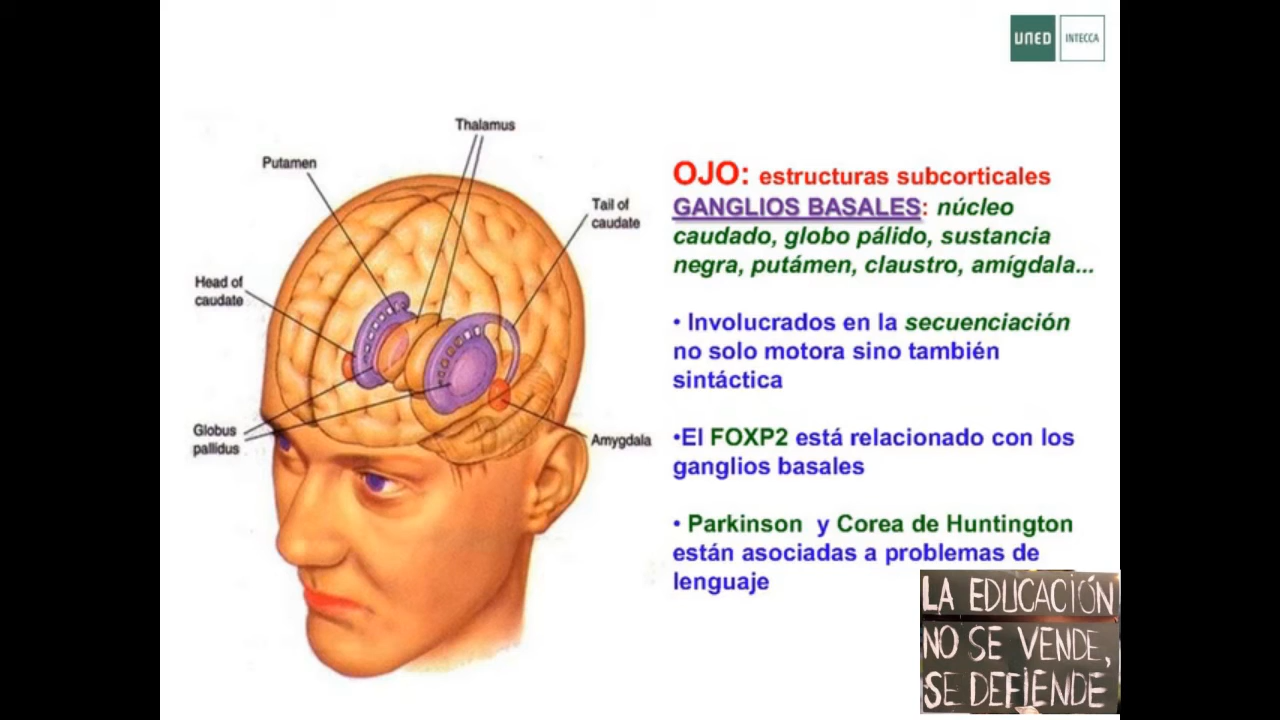 UNED INTECCA
Thalamus
Putamen
Tail of
caudate
Head of
caudate
Globus
pallidus
Amygdala
OJO: estructuras subcorticales
GANGLIOS BASALES: núcleo
caudado, globo pálido, sustancia
negra, putámen, claustro, amígdala...
• Involucrados en la secuenciación
no solo motora sino también
sintáctica
•El FOXP2 está relacionado con los
ganglios basales
• Parkinson y Corea de Huntington
están asociadas a problemas de
lenguaje
LA EDUCACIÓN
NO SE VENDE,
SE DEFIENDE